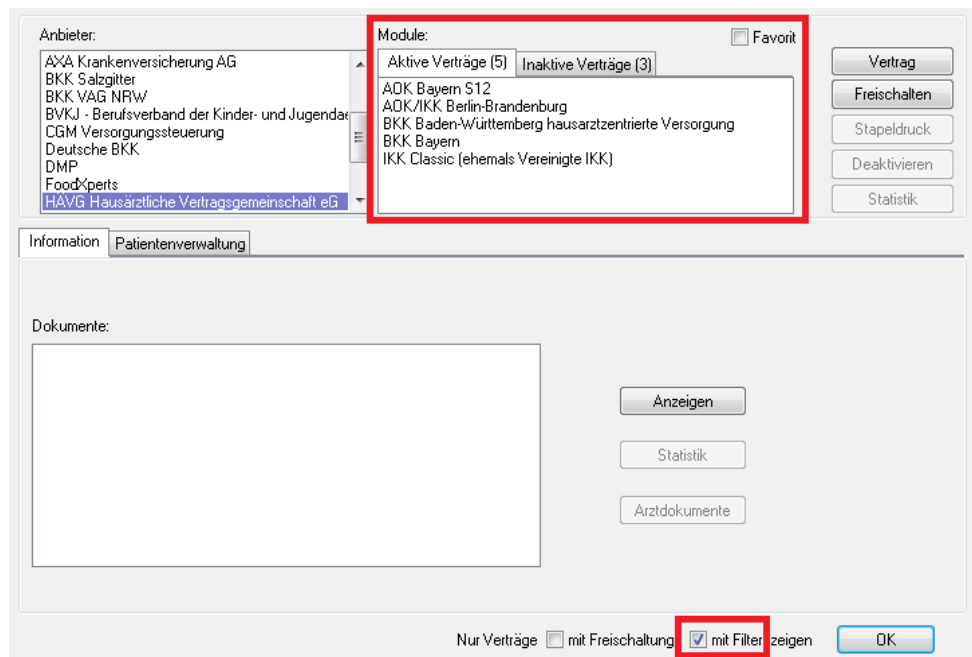 Anbieter:
AXA Krankenversicherung AG
BKK Salzgitter
BKK VAG NRW
BVKJ - Berufsverband der Kinder- und Jugendae
CGM Versorgungssteuerung
Deutsche BKK
DMP
FoodXperts
HÄVG Hausärztliche Vertragsgemeinschaft eG
Module:
Favorit
Aktive Verträge (5)
Inaktive Verträge (3)
AOK Bayern S12
AOK/IKK Berlin-Brandenburg
BKK Baden-Württemberg hausarztzentrierte Versorgung
BKK Bayern
IKK Classic (ehemals Vereinigte IKK)
Vertrag
Freischalten
Stapeldruck
Deaktivieren
Statistik
Information
Patientenverwaltung
Dokumente:
Anzeigen
Statistik
Arztdokumente
Nur Verträge mit Freischaltung mit Filter zeigen
OK